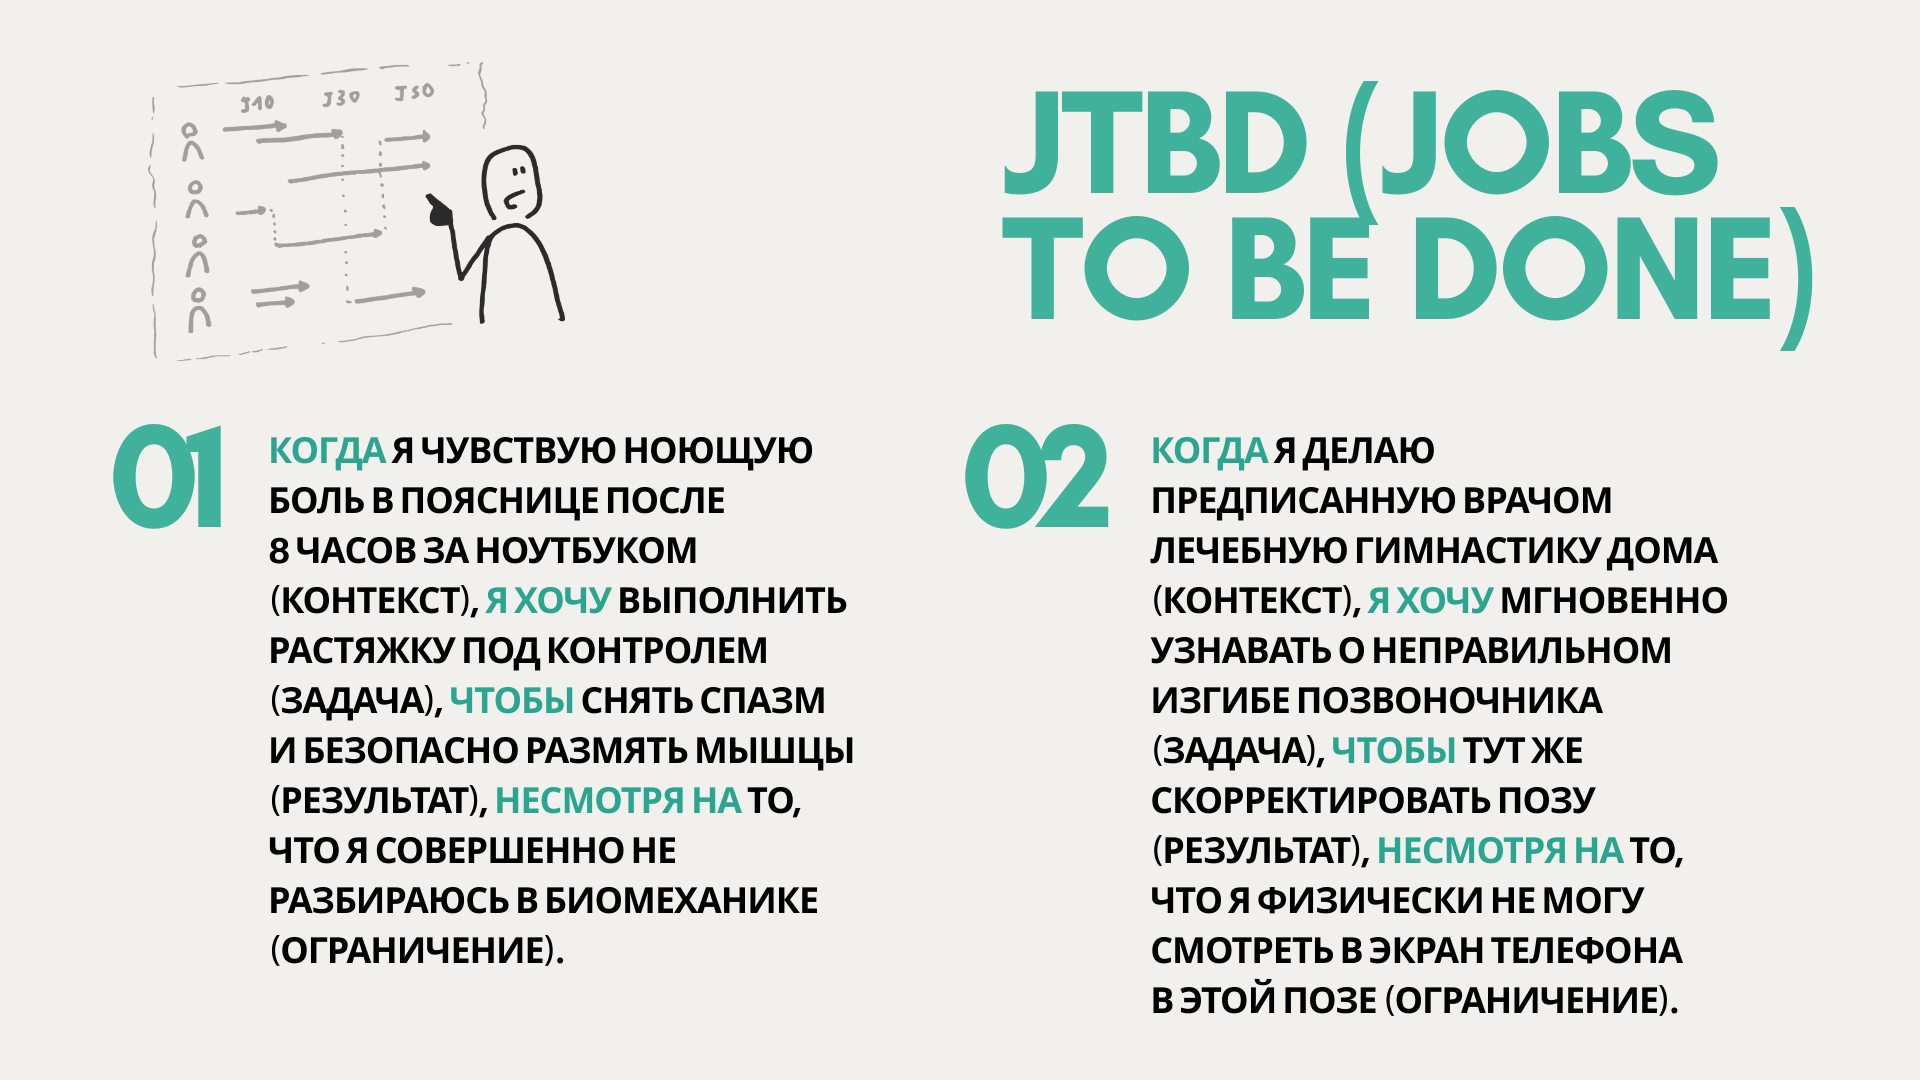 J10 J30 J50
JTBD (JOBS
TO BE DONE)
01
КОГДА Я ЧУВСТВУЮ НОЮЩУЮ
БОЛЬ В ПОЯСНИЦЕ ПОСЛЕ
8 ЧАСОВ ЗА НОУТБУКОМ
(КОНТЕКСТ), Я ХОЧУ ВЫПОЛНИТЬ
РАСТЯЖКУ ПОД КОНТРОЛЕМ
(ЗАДАЧА), ЧТОБЫ СНЯТЬ СПАЗМ
И БЕЗОПАСНО РАЗМЯТЬ МЫШЦЫ
(РЕЗУЛЬТАТ), НЕСМОТРЯ НА ТО,
ЧТО Я СОВЕРШЕННО НЕ
РАЗБИРАЮСЬ В БИОМЕХАНИКЕ
(ОГРАНИЧЕНИЕ).
02
КОГДА Я ДЕЛАЮ
ПРЕДПИСАННУЮ ВРАЧОМ
ЛЕЧЕБНУЮ ГИМНАСТИКУ ДОМА
(КОНТЕКСТ), Я ХОЧУ МГНОВЕННО
УЗНАВАТЬ О НЕПРАВИЛЬНОМ
ИЗГИБЕ ПОЗВОНОЧНИКА
(ЗАДАЧА), ЧТОБЫ ТУТ ЖЕ
СКОРРЕКТИРОВАТЬ ПОЗУ
(РЕЗУЛЬТАТ), НЕСМОТРЯ НА ТО,
ЧТО Я ФИЗИЧЕСКИ НЕ МОГУ
СМОТРЕТЬ В ЭКРАН ТЕЛЕФОНА
В ЭТОЙ ПОЗЕ (ОГРАНИЧЕНИЕ).